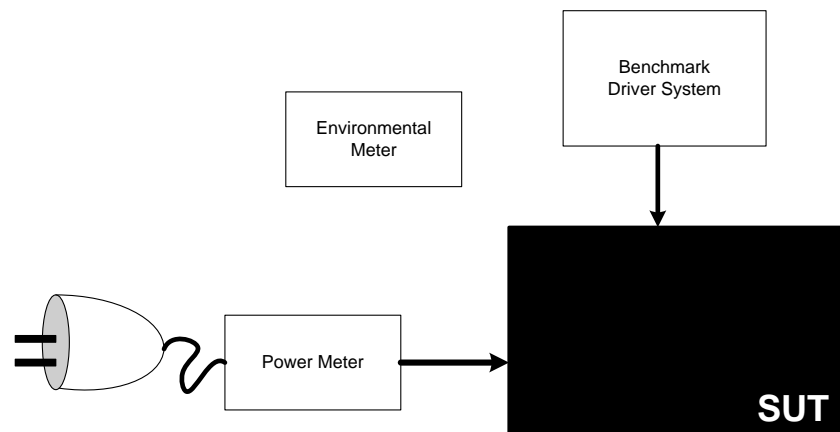 Benchmark
Driver System
Environmental
Meter
Power Meter
SUT